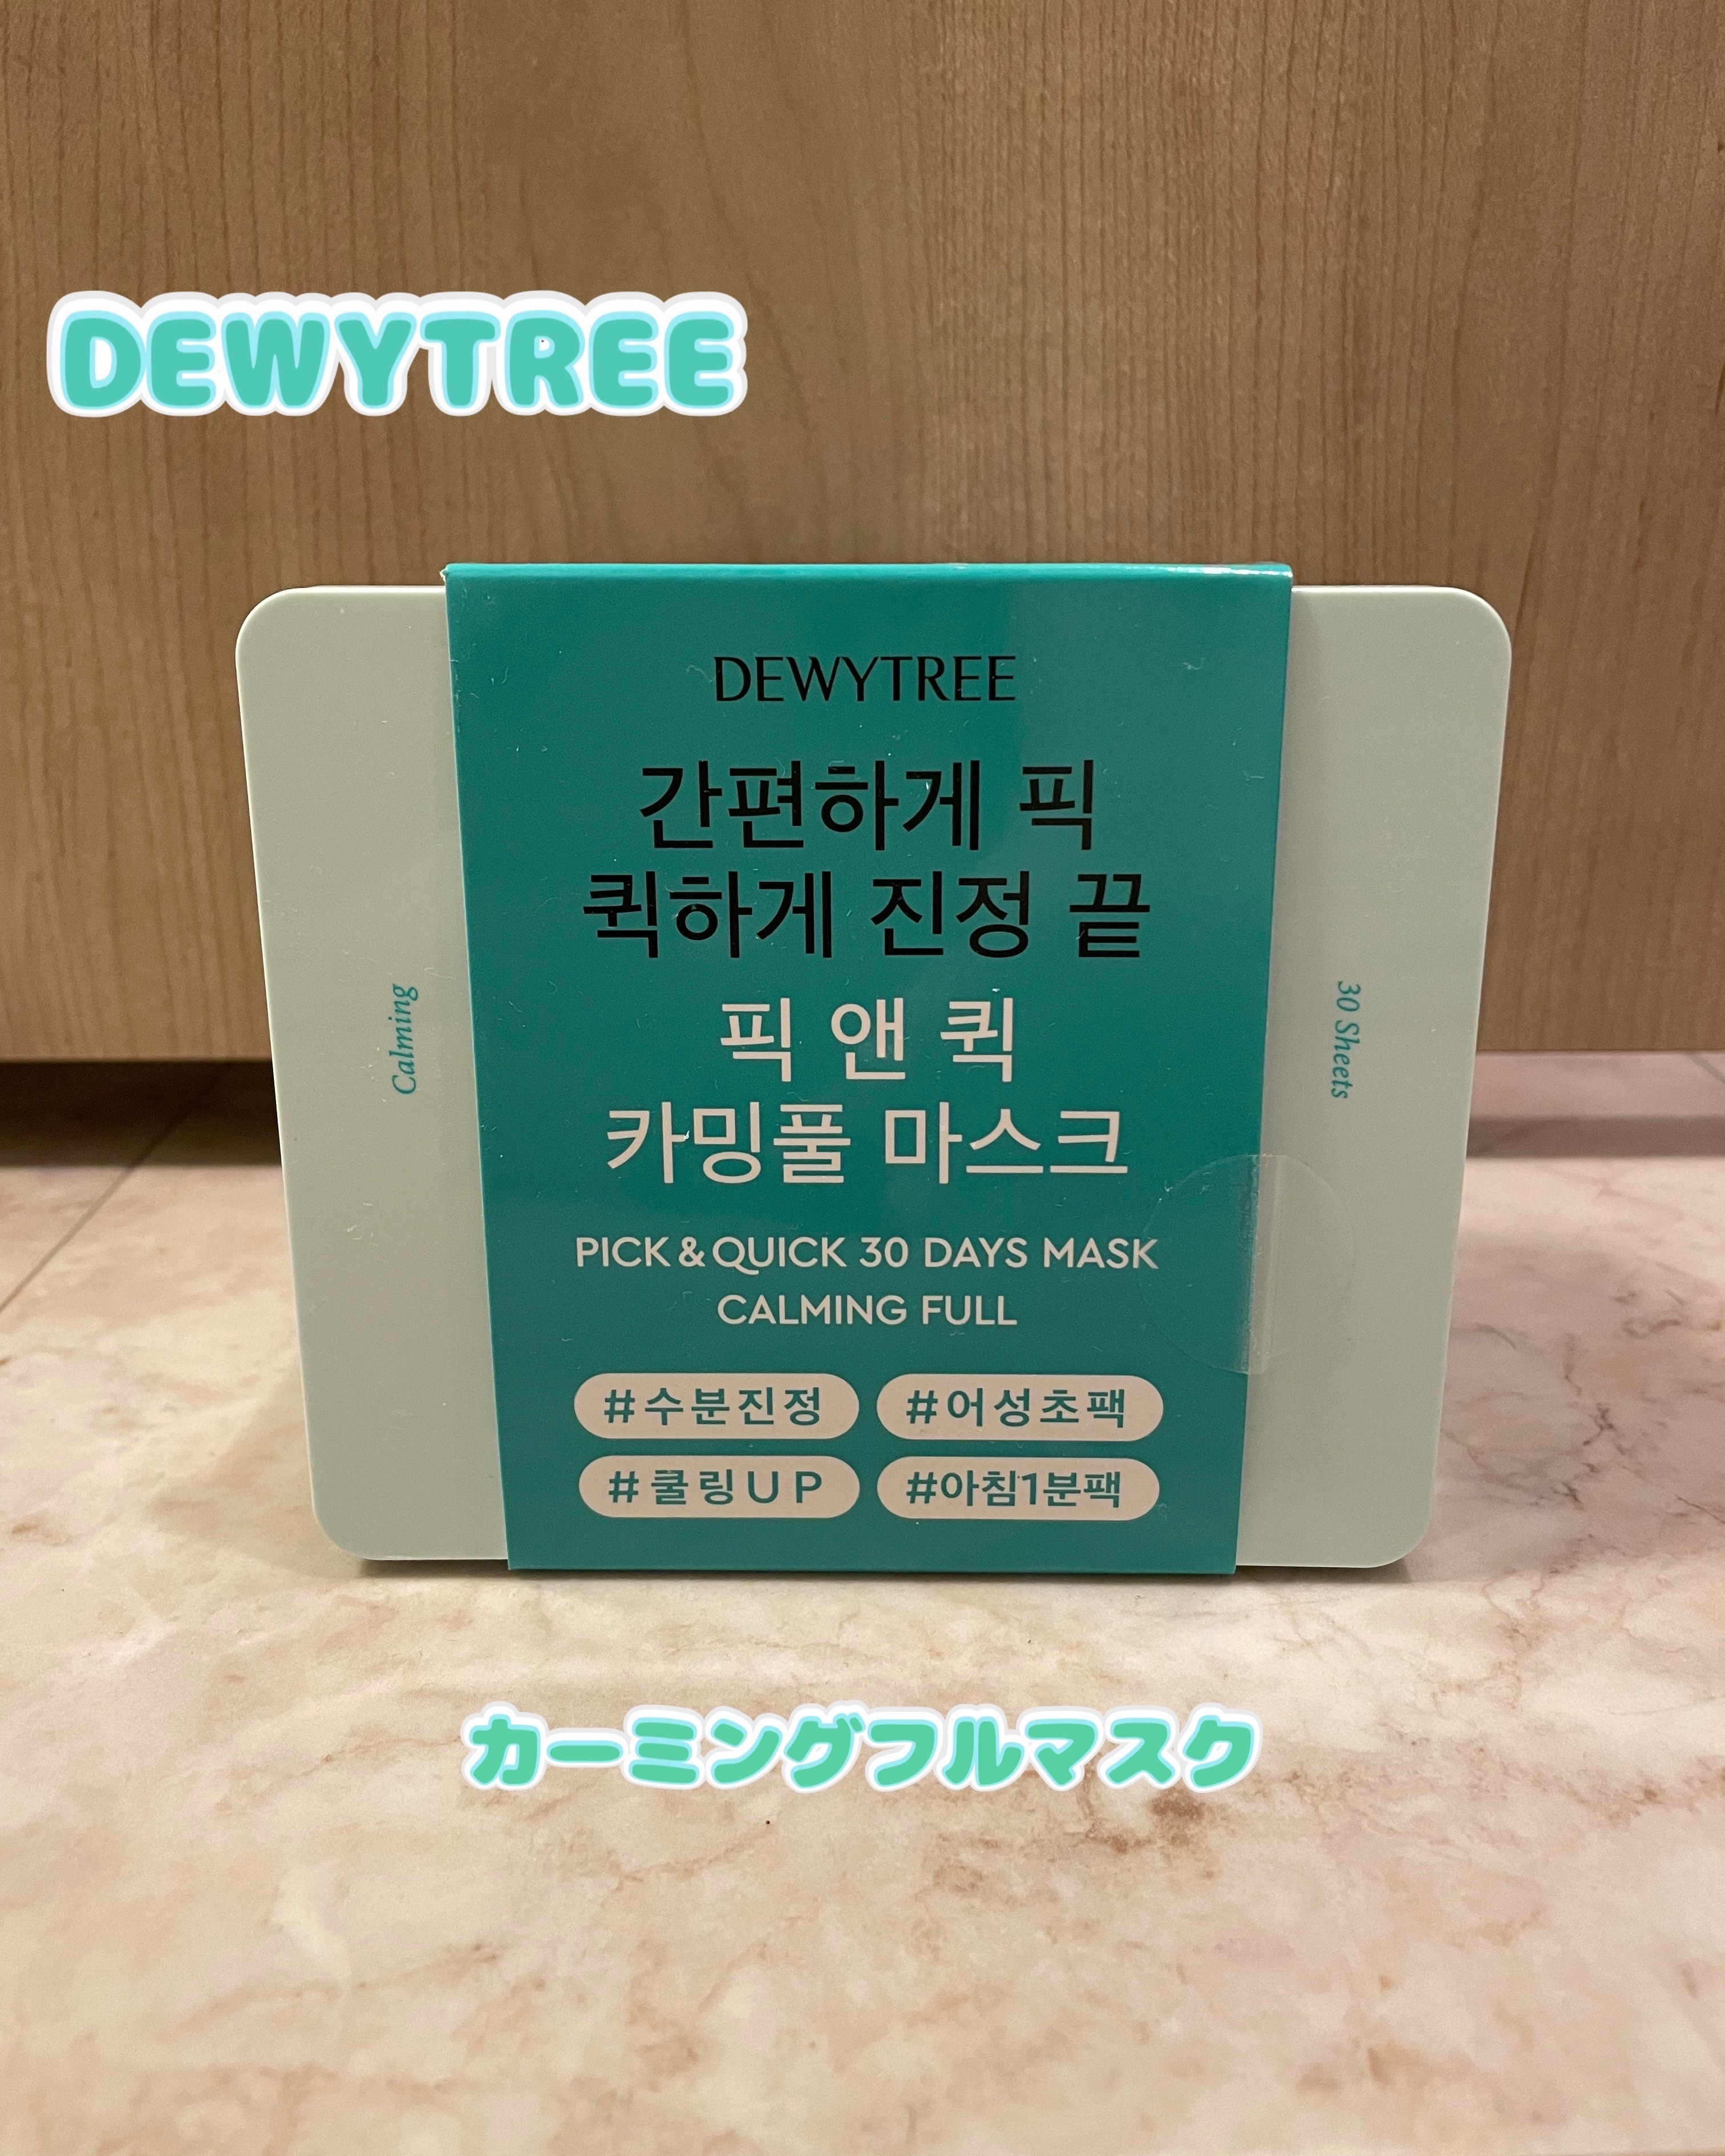 DEWYTREE
DEWYTREE
간편하게 픽
퀵하게 진정 끝
픽 앤 퀵
카밍풀 마스크
PICK & QUICK 30 DAYS MASK
CALMING FULL
#수분진정 #어성초팩
#쿨링UP #아침1분팩
Calming
30 Sheets
カーミングフルマスク